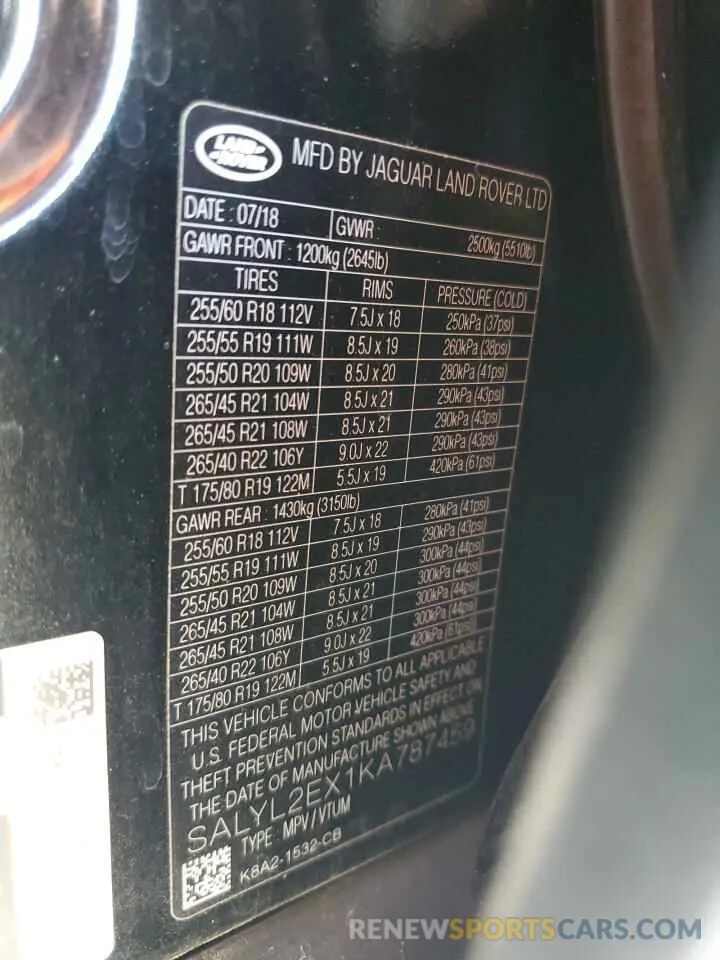 LAND ROVER MFD BY JAGUAR LAND ROVER LTD
DATE : 07/18 GVWR : 2500kg (5510lb)
GAWR FRONT : 1200kg (2645lb)
TIRES RIMS PRESSURE (COLD)
255/60 R18 112V 7.5J x 18 250kPa (37psi)
255/55 R19 111W 8.5J x 19 260kPa (38psi)
255/50 R20 109W 8.5J x 20 280kPa (41psi)
265/45 R21 104W 8.5J x 21 290kPa (43psi)
265/45 R21 108W 8.5J x 21 290kPa (43psi)
265/40 R22 106Y 9.0J x 22 290kPa (43psi)
T 175/80 R19 122M 5.5J x 19 420kPa (61psi)
GAWR REAR : 1430kg (3150lb)
255/60 R18 112V 7.5J x 18 280kPa (41psi)
255/55 R19 111W 8.5J x 19 290kPa (43psi)
255/50 R20 109W 8.5J x 20 300kPa (44psi)
265/45 R21 104W 8.5J x 21 300kPa (44psi)
265/45 R21 108W 8.5J x 21 300kPa (44psi)
265/40 R22 106Y 9.0J x 22 300kPa (44psi)
T 175/80 R19 122M 5.5J x 19 420kPa (61psi)
THIS VEHICLE CONFORMS TO ALL APPLICABLE
U.S. FEDERAL MOTOR VEHICLE SAFETY AND
THEFT PREVENTION STANDARDS IN EFFECT ON
THE DATE OF MANUFACTURE SHOWN ABOVE
SALYL2EX1KA787459
TYPE : MPV/VTUM
K8A2-1532-CB
RENEWSPORTSCARS.COM